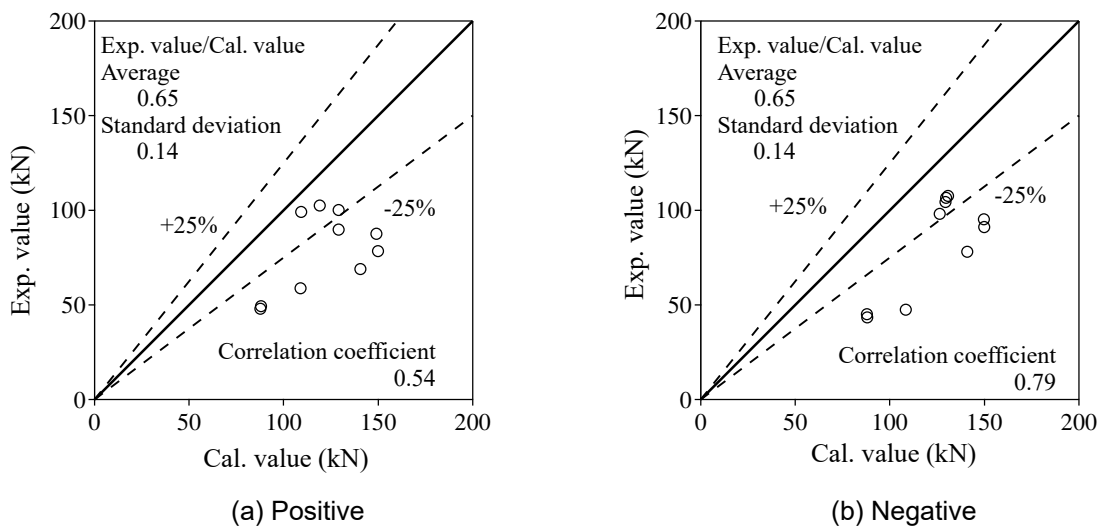 200
150
100
50
0
Exp. value (kN)
Exp. value/Cal. value
Average
0.65
Standard deviation
0.14
+25%
-25%
Correlation coefficient
0.54
0 50 100 150 200
Cal. value (kN)
(a) Positive
200
150
100
50
0
Exp. value (kN)
Exp. value/Cal. value
Average
0.65
Standard deviation
0.14
+25%
-25%
Correlation coefficient
0.79
0 50 100 150 200
Cal. value (kN)
(b) Negative